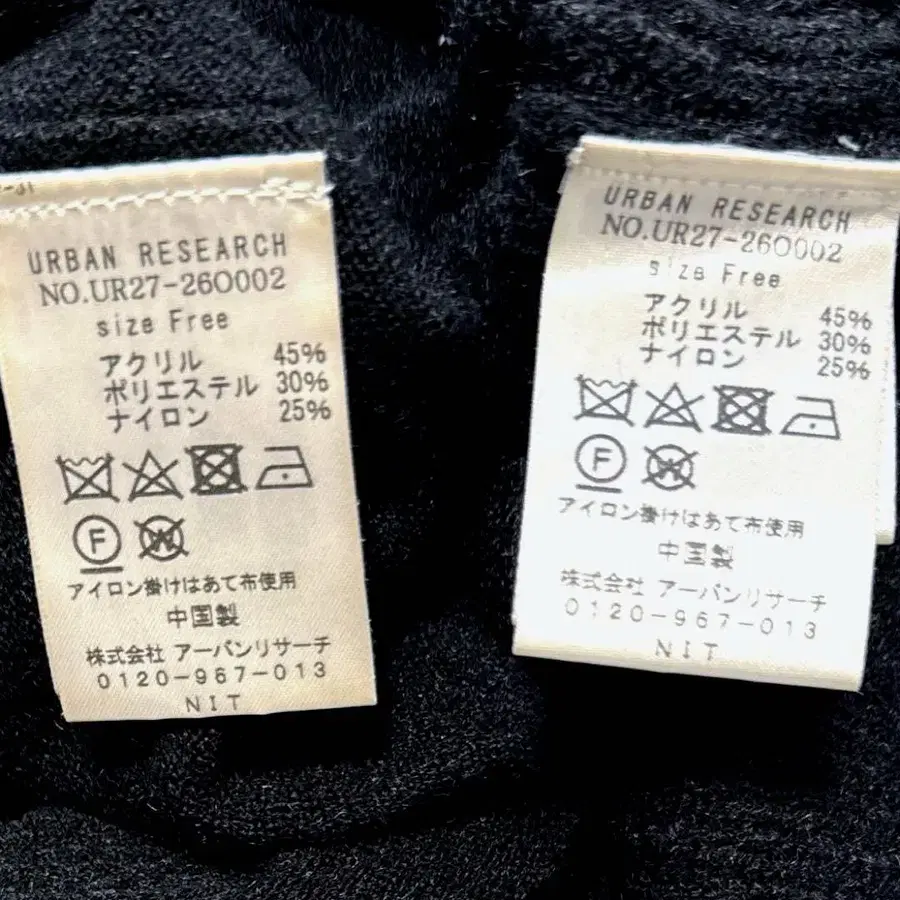 URBAN RESEARCH
NO.UR27-26O002
size Free
アクリル 45%
ポリエステル 30%
ナイロン 25%
F W
アイロン掛けはあて布使用
中国製
株式会社 アーバンリサーチ
0120-967-013
NIT
URBAN RESEARCH
NO.UR27-26O002
size Free
アクリル 45%
ポリエステル 30%
ナイロン 25%
F W
アイロン掛けはあて布使用
中国製
株式会社 アーバンリサーチ
0120-967-013
NIT